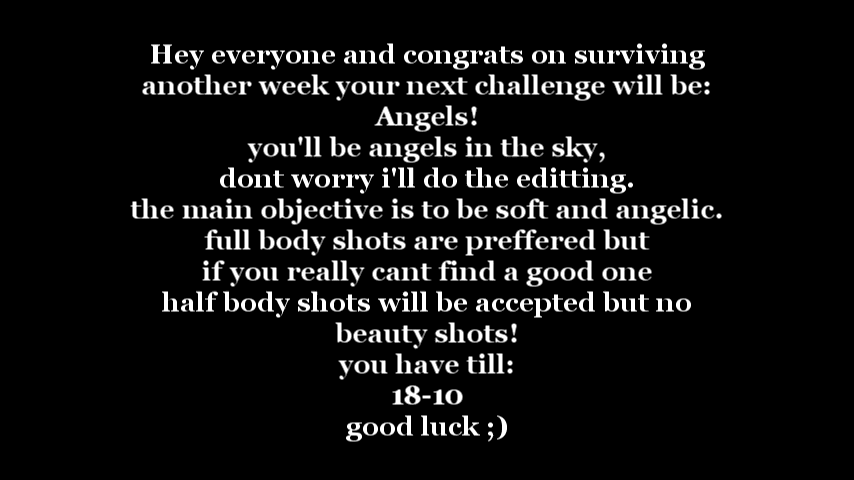 Hey everyone and congrats on surviving
another week your next challenge will be:
Angels!
you'll be angels in the sky,
dont worry i'll do the editting.
the main objective is to be soft and angelic.
full body shots are preffered but
if you really cant find a good one
half body shots will be accepted but no
beauty shots!
you have till:
18-10
good luck ;)